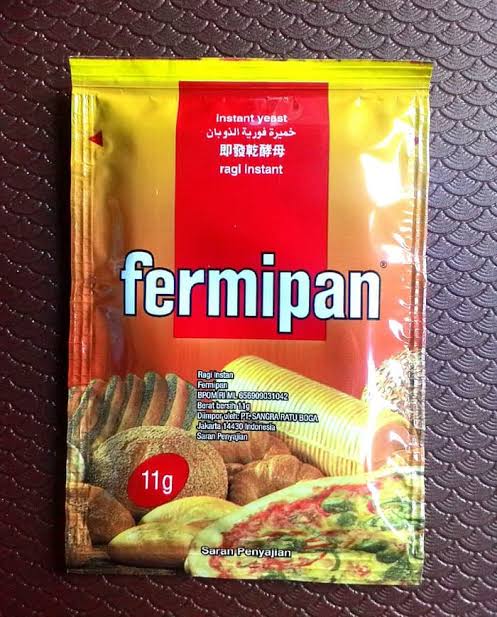 Instant yeast
خميرة فورية الذوبان
即發乾酵母
ragi instant
fermipan®
Ragi Instan
Fermipan
BPOM RI ML 656909031042
Berat bersih 11g
Diimpor oleh: PT. SANGRA RATU BOGA
Jakarta 14430 Indonesia
Saran Penyajian
11g
Saran Penyajian